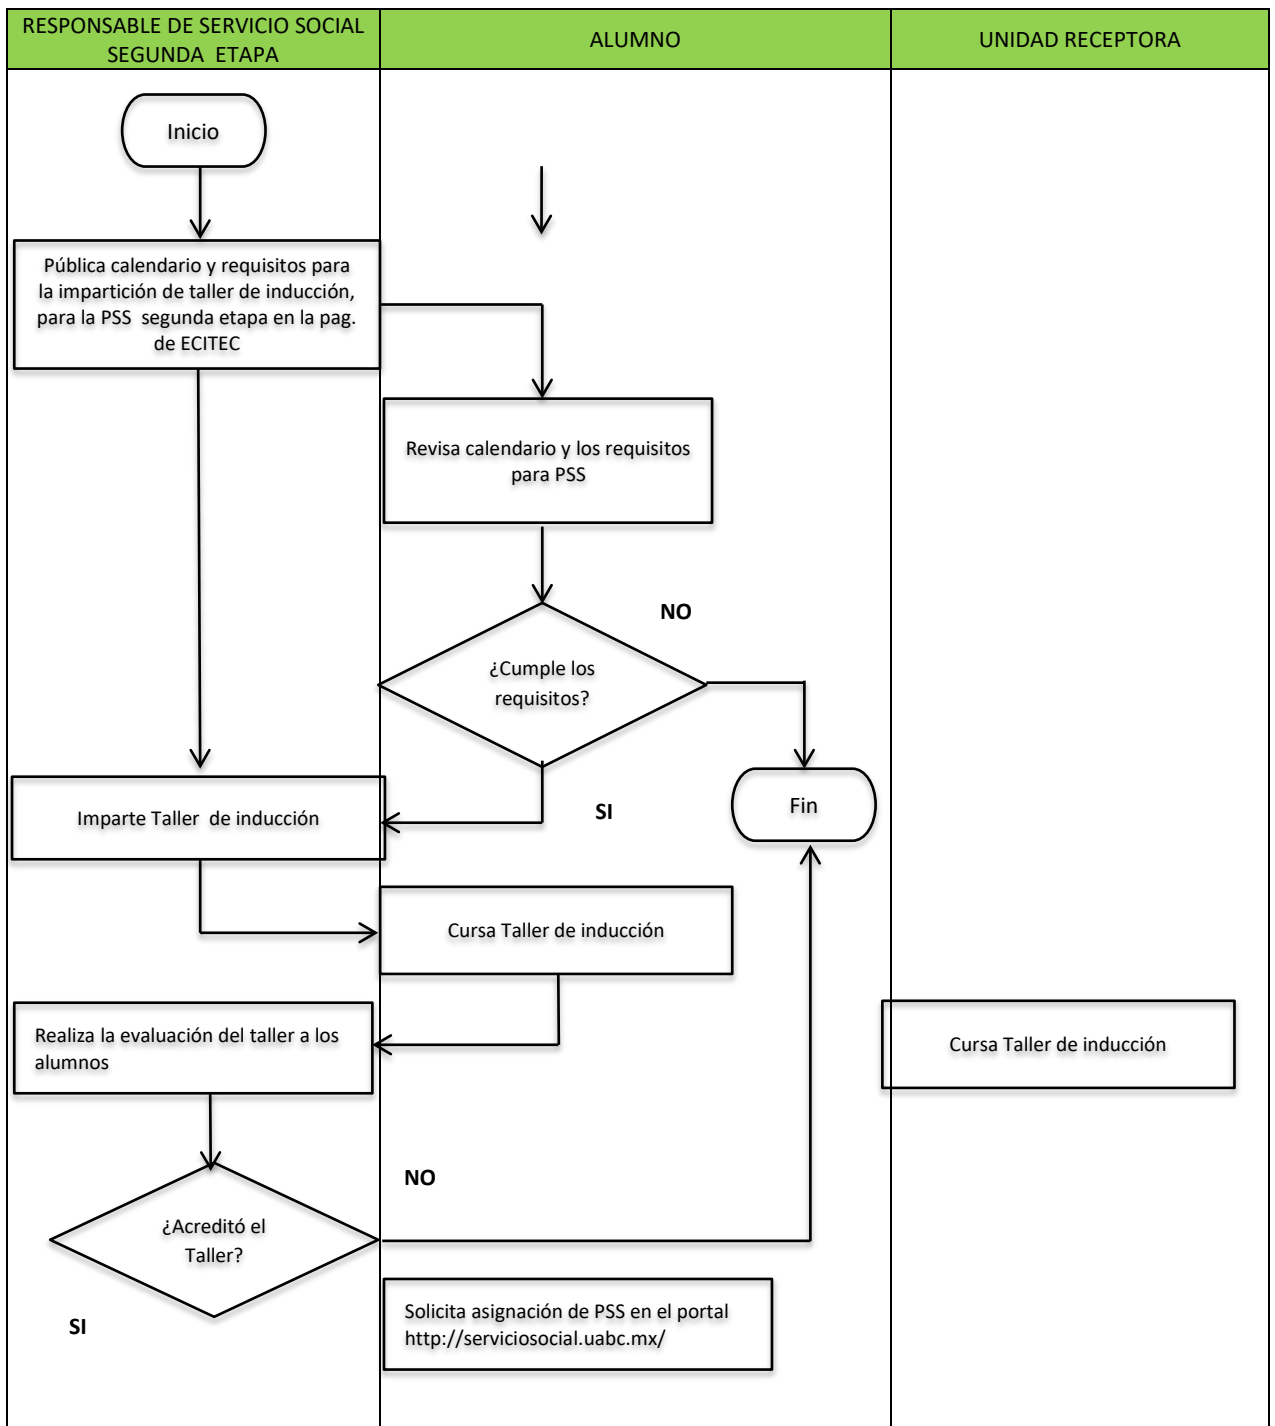 RESPONSABLE DE SERVICIO SOCIAL
SEGUNDA ETAPA
ALUMNO
UNIDAD RECEPTORA
Inicio
Pública calendario y requisitos para
la impartición de taller de inducción,
para la PSS segunda etapa en la pag.
de ECITEC
Revisa calendario y los requisitos
para PSS
NO
¿Cumple los
requisitos?
SI
Fin
Imparte Taller de inducción
Cursa Taller de inducción
Realiza la evaluación del taller a los
alumnos
Cursa Taller de inducción
NO
¿Acreditó el
Taller?
SI
Solicita asignación de PSS en el portal
http://serviciosocial.uabc.mx/